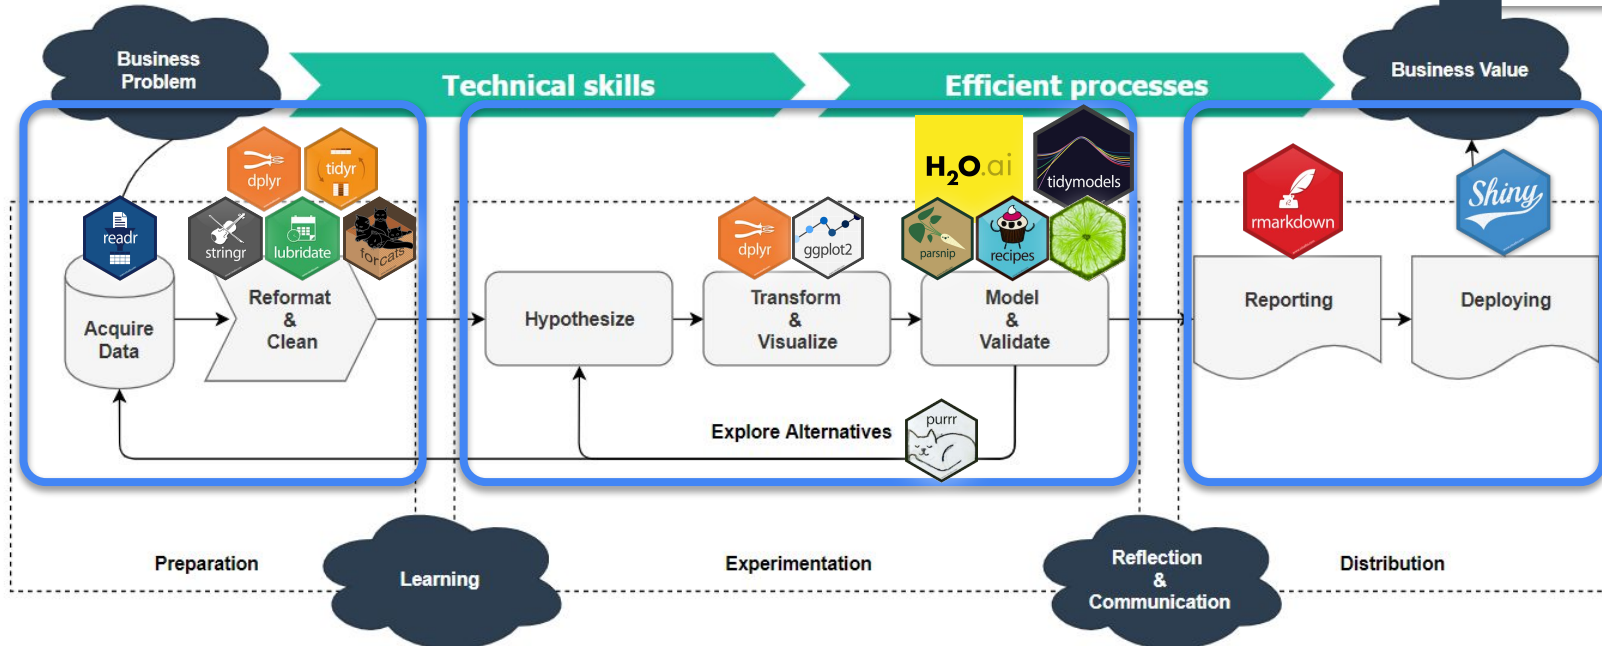 Business
Problem
Technical skills
Efficient processes
Business Value
dplyr
tidyr
readr
stringr
lubridate
forcats
dplyr
ggplot2
H2O.ai
tidymodels
parsnip
recipes
rmarkdown
Shiny
Acquire
Data
Reformat
&
Clean
Hypothesize
Transform
&
Visualize
Model
&
Validate
Reporting
Deploying
Explore Alternatives
purrr
Preparation
Learning
Experimentation
Reflection
&
Communication
Distribution